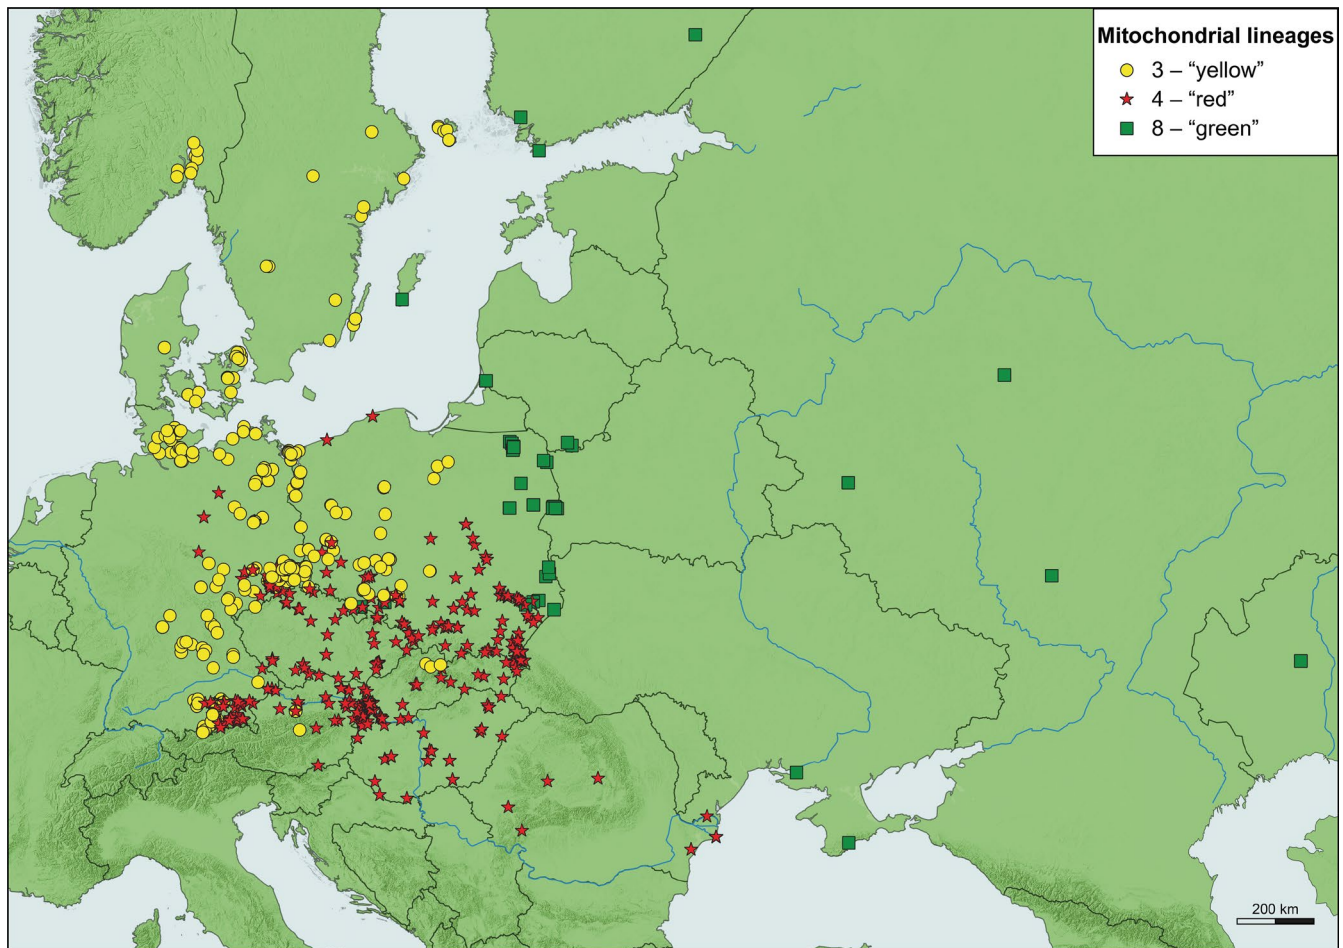 Mitochondrial lineages
3 – “yellow”
4 – “red”
8 – “green”
200 km